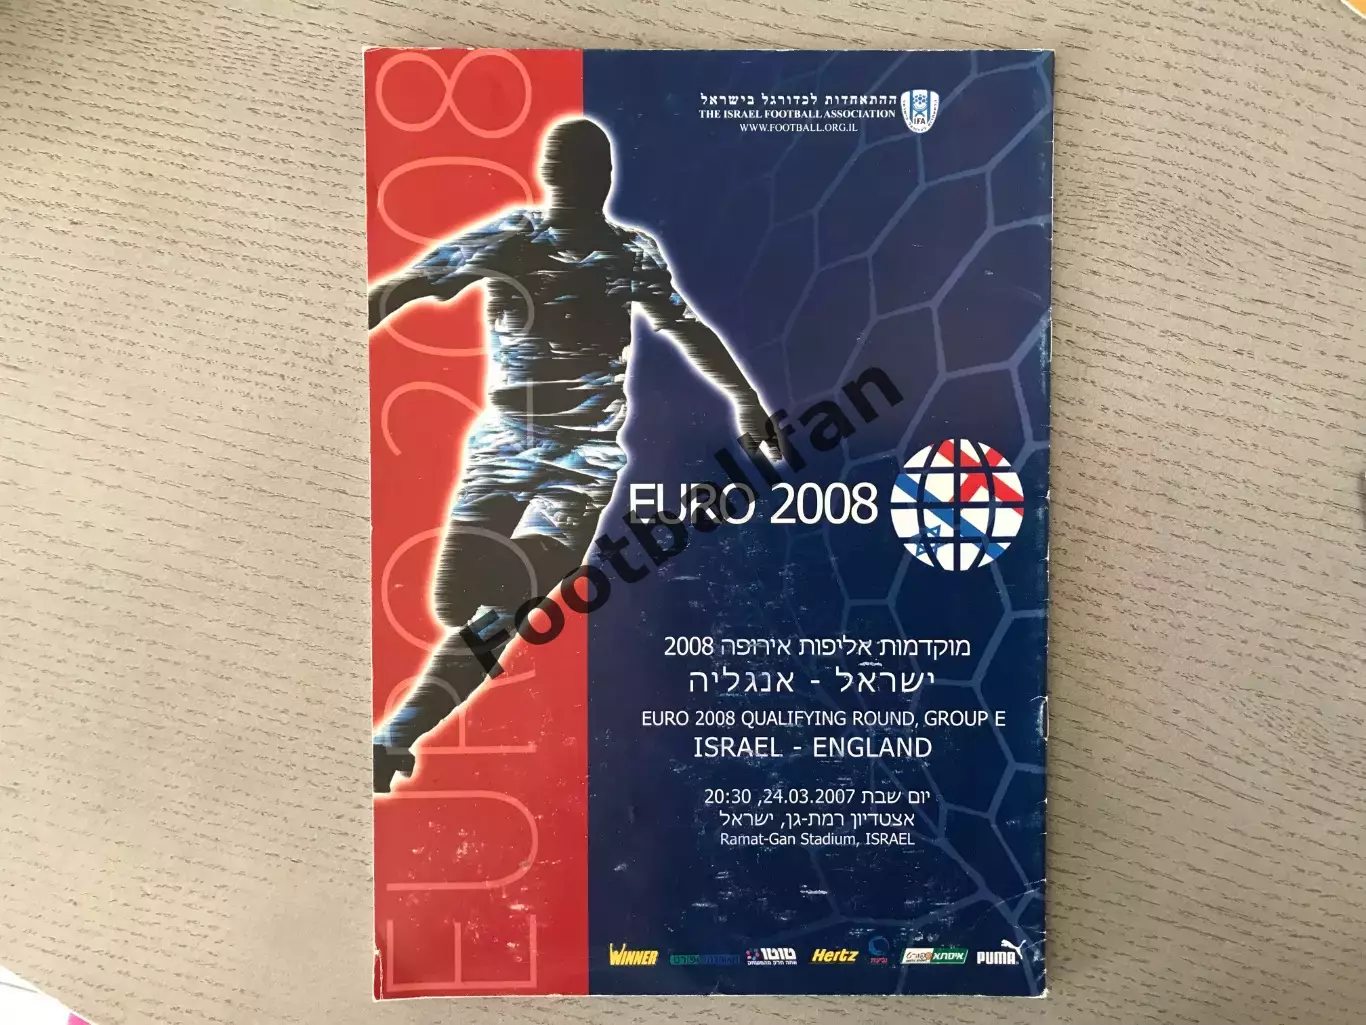 EURO 2008
ההתאחדות לכדורגל בישראל
THE ISRAEL FOOTBALL ASSOCIATION
WWW.FOOTBALL.ORG.IL
IFA
EURO 2008
Footballfan
מוקדמות אליפות אירופה 2008
ישראל - אנגליה
EURO 2008 QUALIFYING ROUND, GROUP E
ISRAEL - ENGLAND
יום שבת 24.03.2007, 20:30
אצטדיון רמת-גן, ישראל
Ramat-Gan Stadium, ISRAEL
WINNER
טוטו
Hertz
איסתא
PUMA